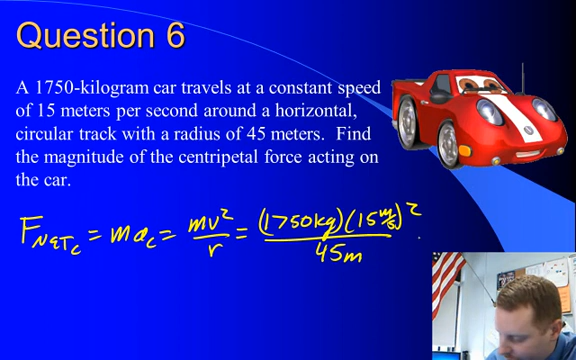 Question 6
A 1750-kilogram car travels at a constant speed
of 15 meters per second around a horizontal,
circular track with a radius of 45 meters. Find
the magnitude of the centripetal force acting on
the car.
F_NET_C = ma_c = mv²/r = (1750kg)(15 m/s)²/45m